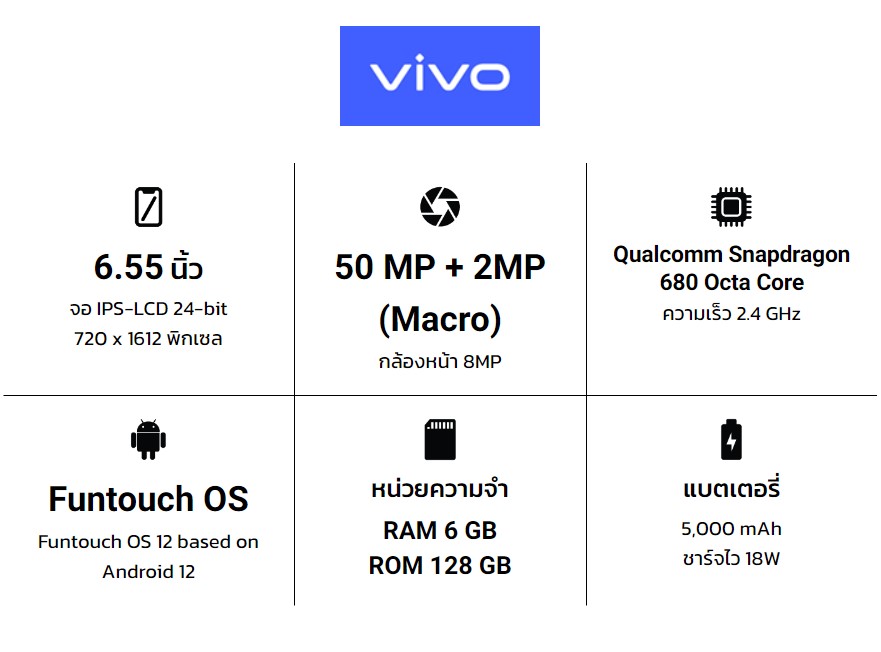 vivo
6.55 นิ้ว
จอ IPS-LCD 24-bit
720 x 1612 พิกเซล
50 MP + 2MP
(Macro)
กล้องหน้า 8MP
Qualcomm Snapdragon
680 Octa Core
ความเร็ว 2.4 GHz
Funtouch OS
Funtouch OS 12 based on
Android 12
หน่วยความจำ
RAM 6 GB
ROM 128 GB
แบตเตอรี่
5,000 mAh
ชาร์จไว 18W